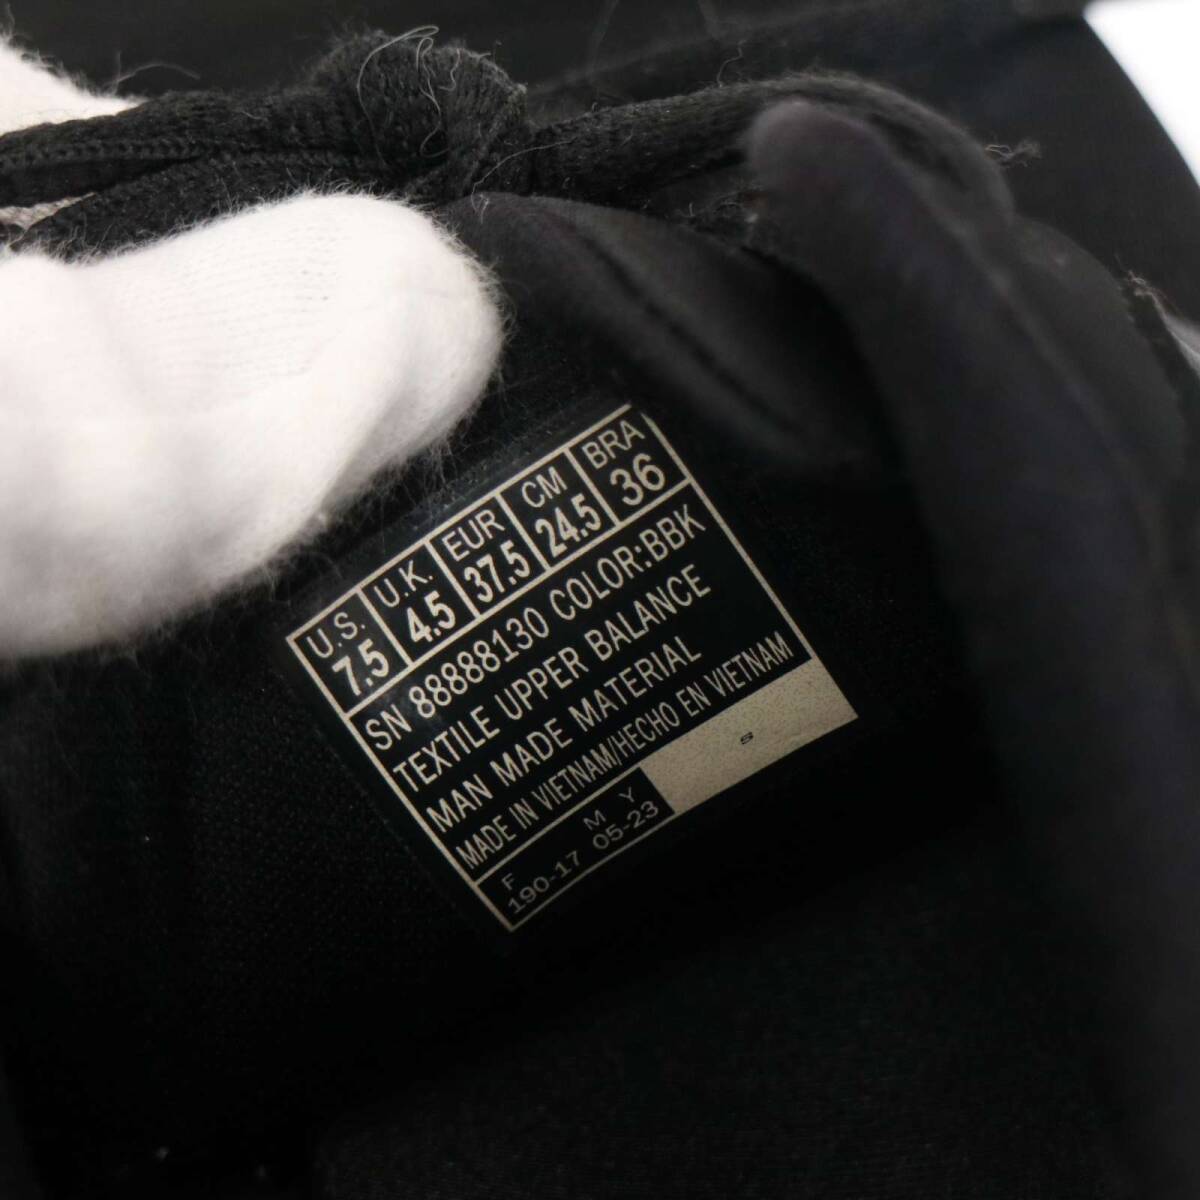 U.S. U.K. EUR CM BRA
7.5 4.5 37.5 24.5 36
SN 88888130 COLOR:BBK
TEXTILE UPPER BALANCE
MAN MADE MATERIAL
MADE IN VIETNAM/HECHO EN VIETNAM
F M Y S
190-17 05-23